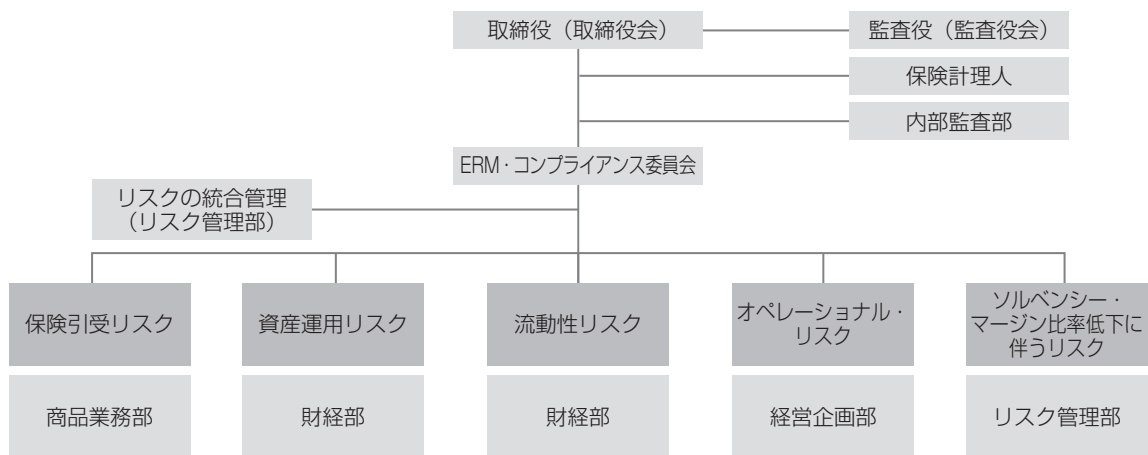 取締役（取締役会）
監査役（監査役会）
保険計理人
内部監査部
ERM・コンプライアンス委員会
リスクの統合管理
（リスク管理部）
保険引受リスク
資産運用リスク
流動性リスク
オペレーショナル・
リスク
ソルベンシー・
マージン比率低下に
伴うリスク
商品業務部
財経部
財経部
経営企画部
リスク管理部